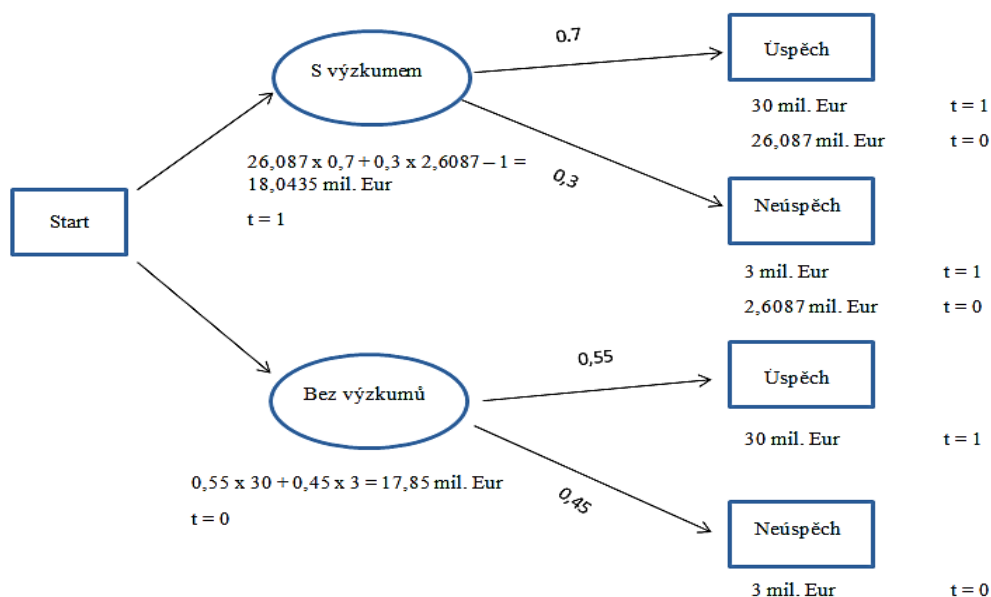 0.7
Úspěch
S výzkumem
30 mil. Eur t = 1
26,087 mil. Eur t = 0
26,087 x 0,7 + 0,3 x 2,6087 – 1 =
18,0435 mil. Eur
0,3
Neúspěch
Start
t = 1
3 mil. Eur t = 1
2,6087 mil. Eur t = 0
0,55
Úspěch
Bez výzkumů
30 mil. Eur t = 1
0,55 x 30 + 0,45 x 3 = 17,85 mil. Eur
0,45
t = 0
Neúspěch
3 mil. Eur t = 0